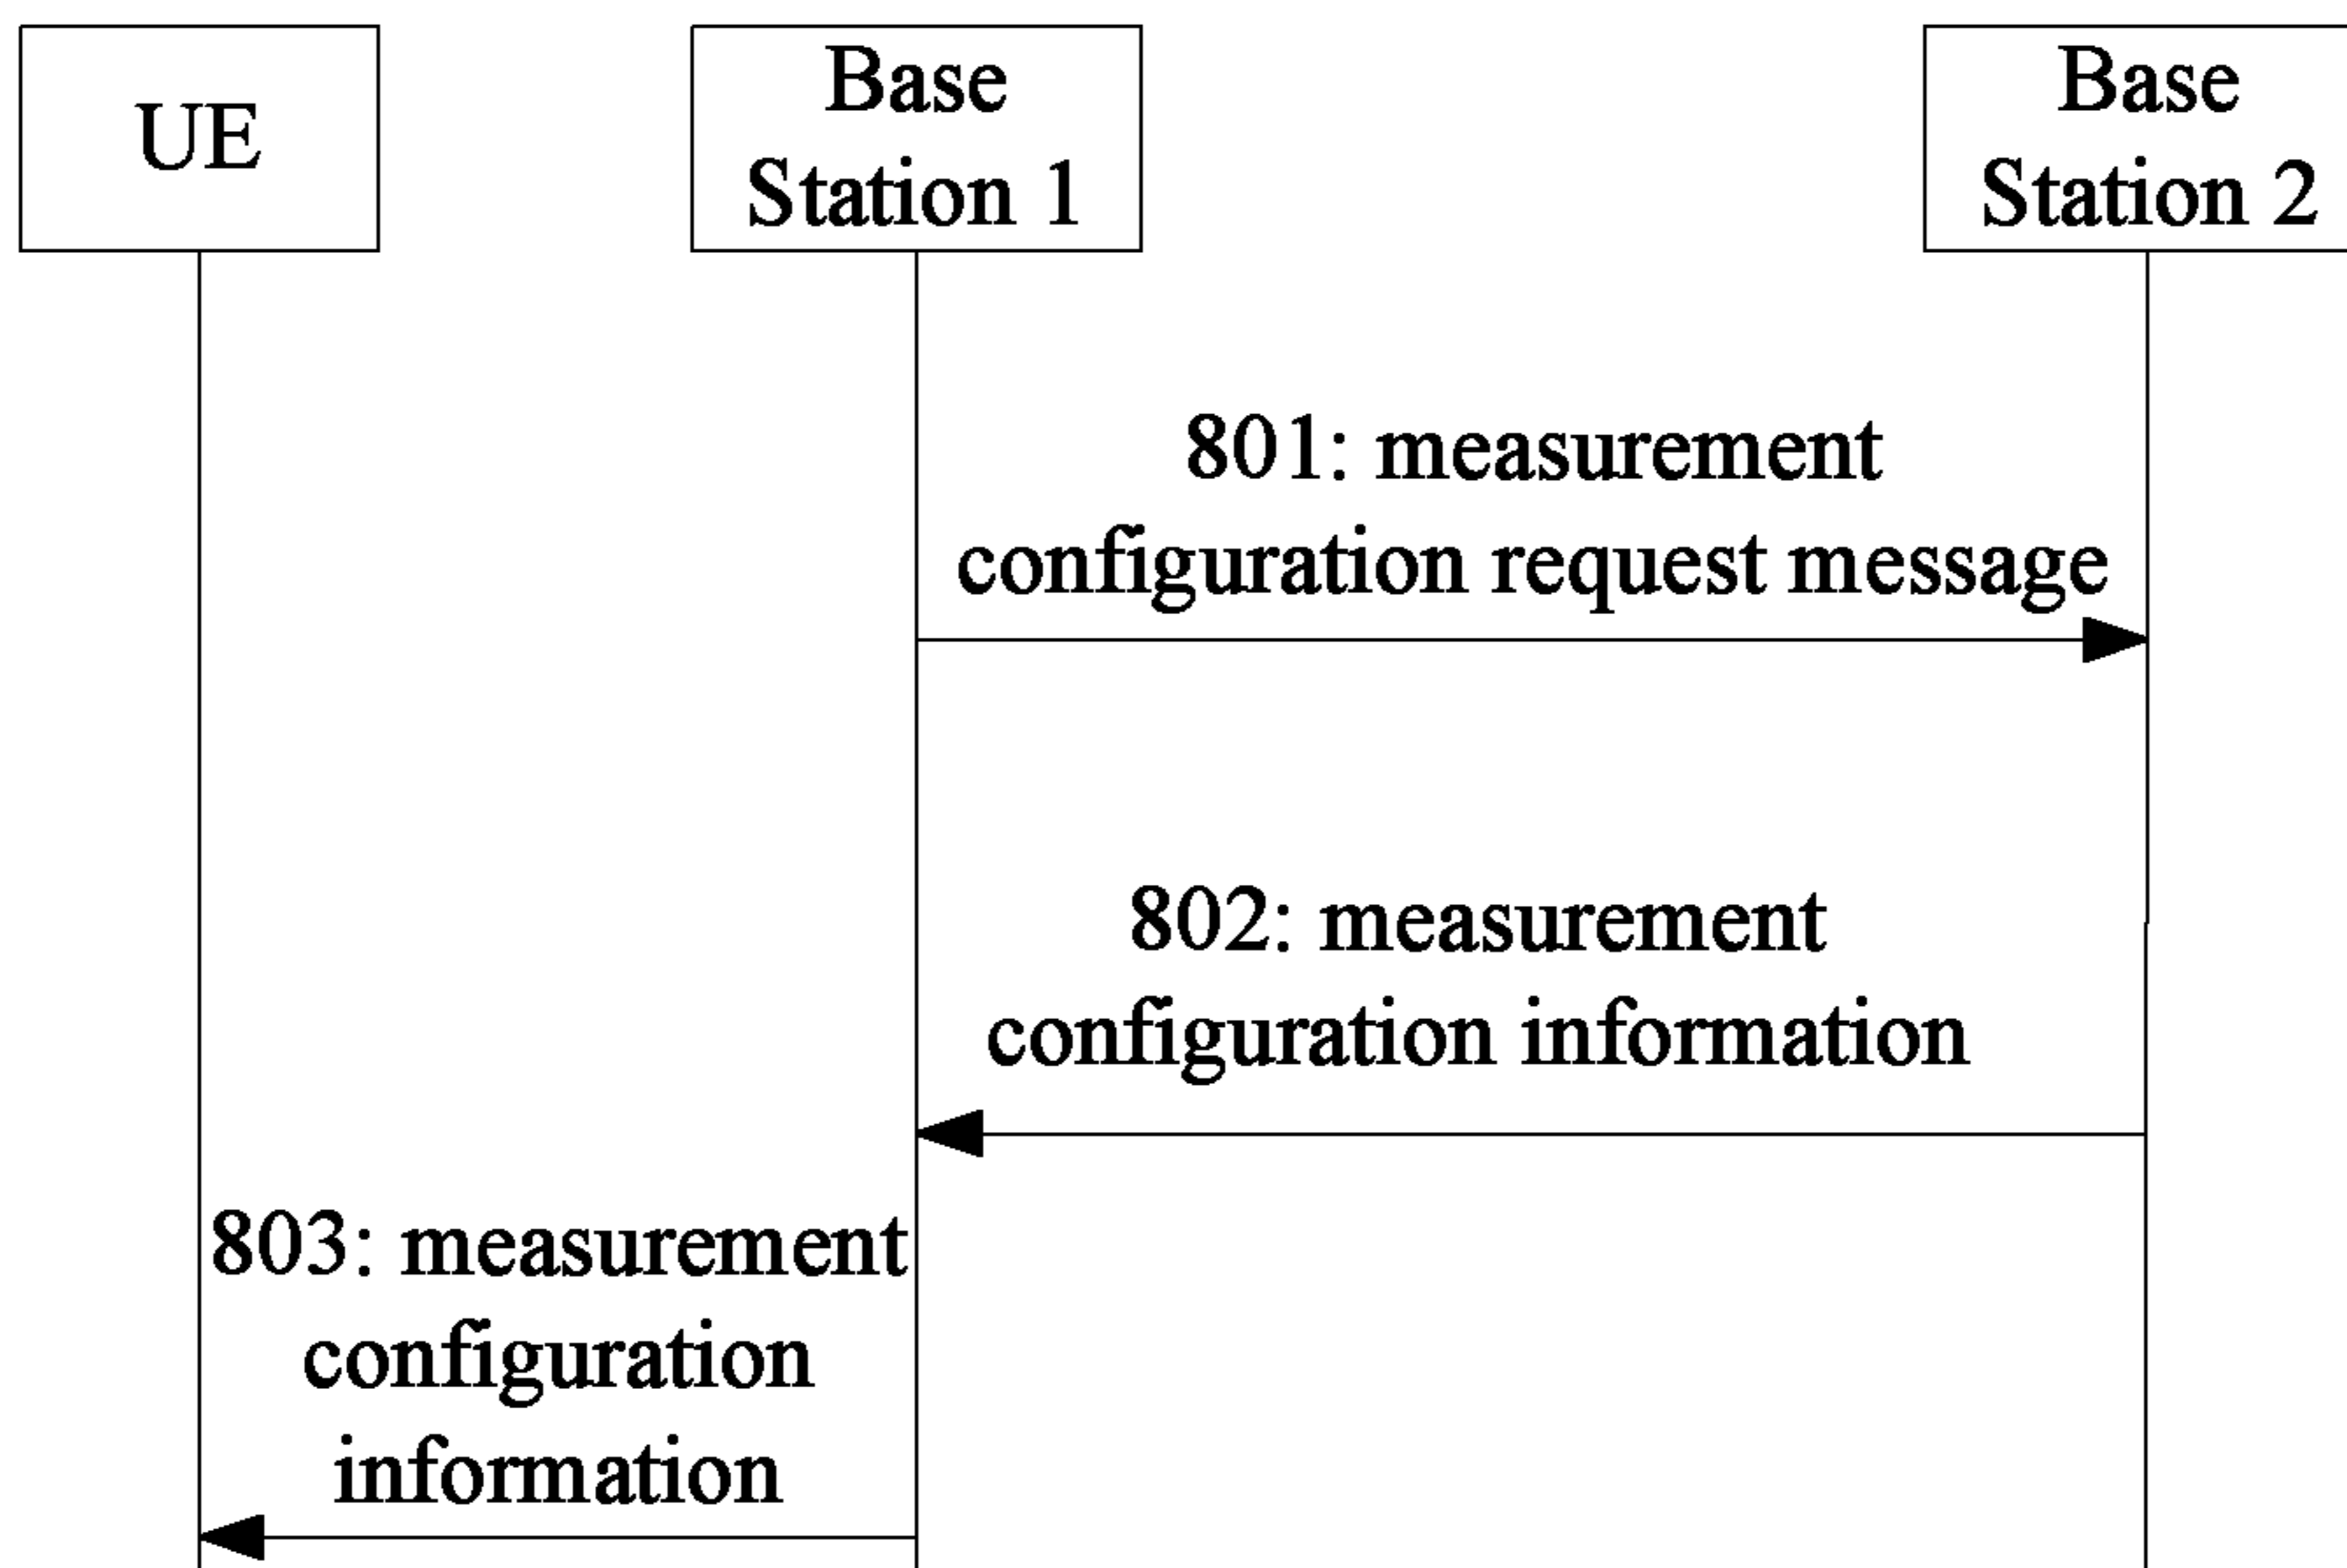 UE
Base
Station 1
Base
Station 2
801: measurement
configuration request message
802: measurement
configuration information
803: measurement
configuration
information